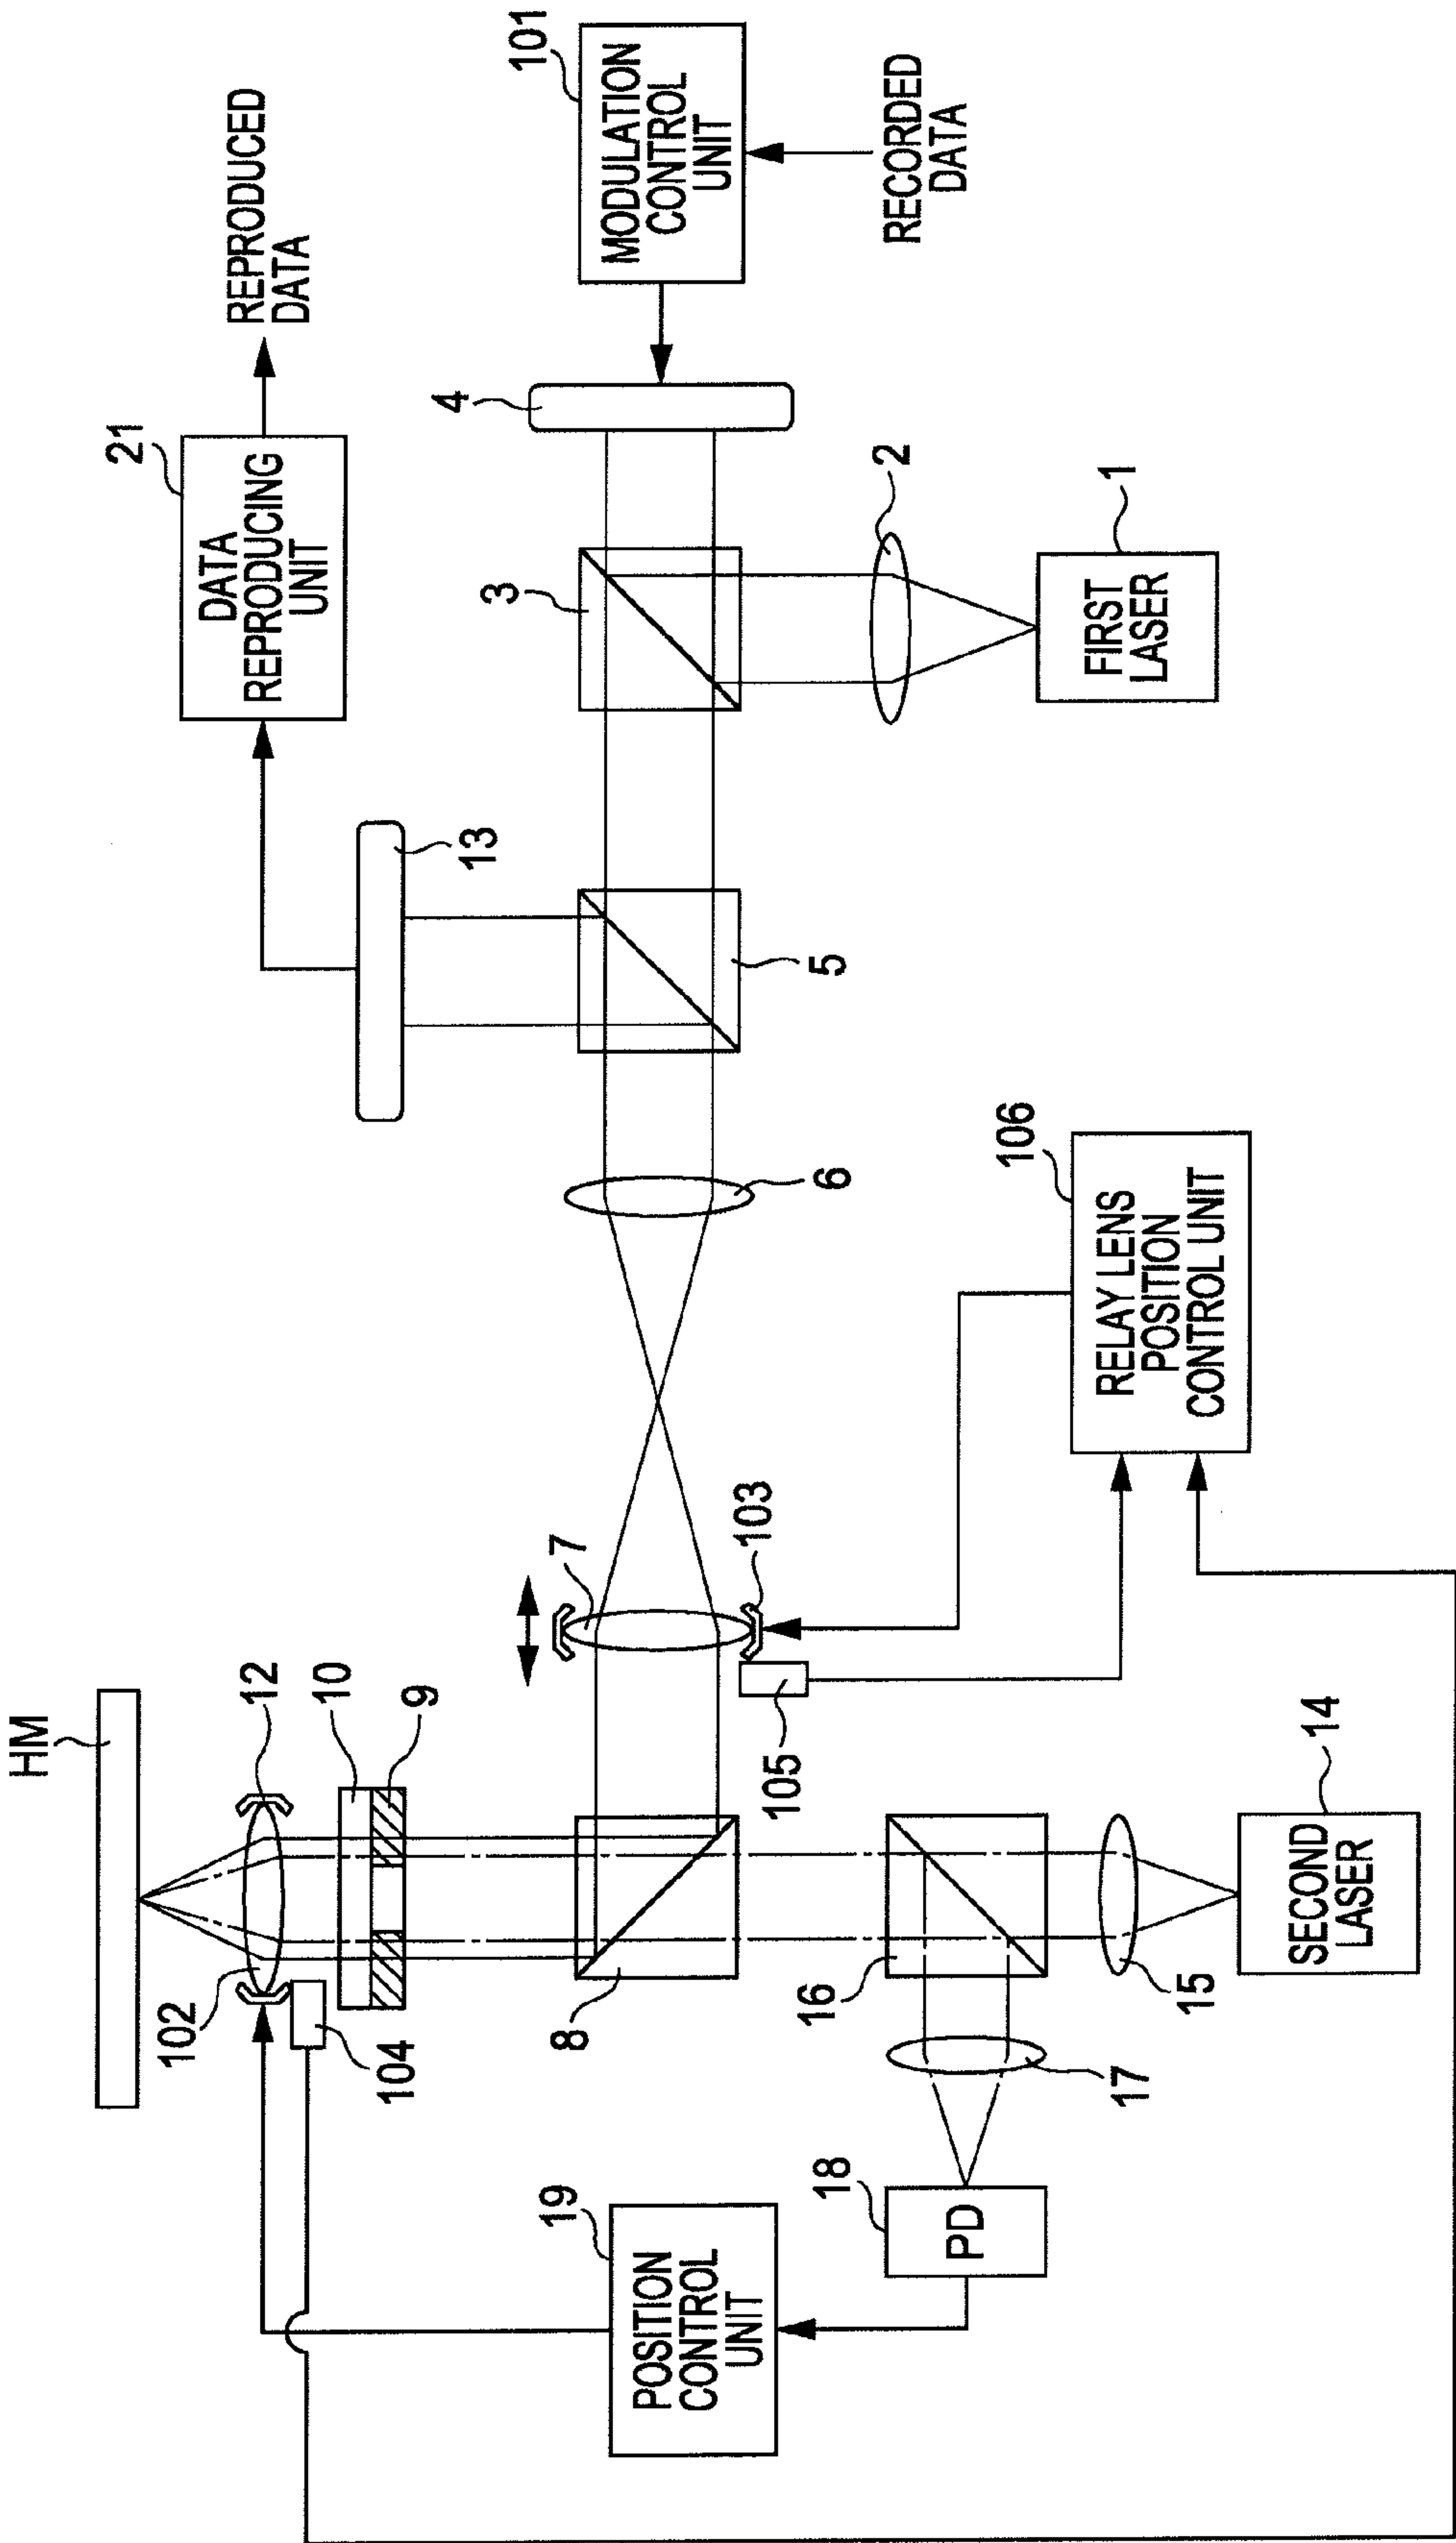 HM
12
10
9
102
104
8
7
103
105
6
5
13
21
DATA
REPRODUCING
UNIT
REPRODUCED
DATA
3
4
101
MODULATION
CONTROL
UNIT
RECORDED
DATA
2
1
FIRST
LASER
106
RELAY LENS
POSITION
CONTROL UNIT
19
POSITION
CONTROL
UNIT
18
PD
17
16
15
14
SECOND
LASER